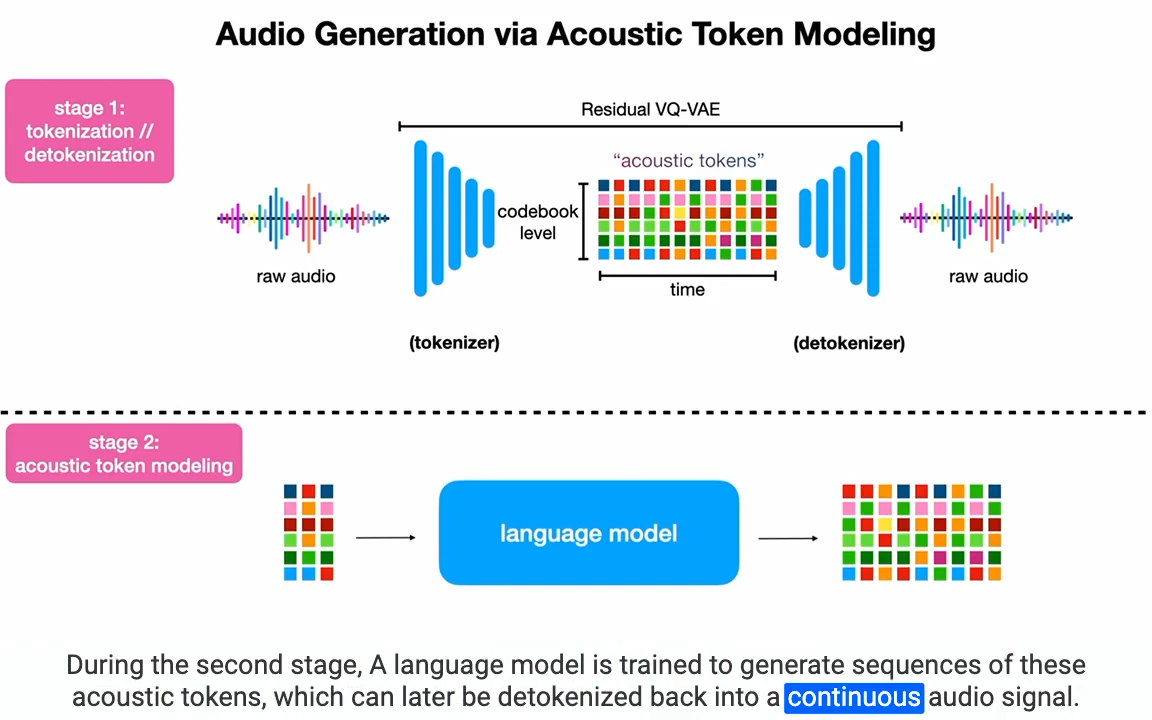 Audio Generation via Acoustic Token Modeling
stage 1:
tokenization //
detokenization
Residual VQ-VAE
“acoustic tokens”
codebook
level
raw audio
time
raw audio
(tokenizer)
(detokenizer)
stage 2:
acoustic token modeling
language model
During the second stage, A language model is trained to generate sequences of these
acoustic tokens, which can later be detokenized back into a continuous audio signal.